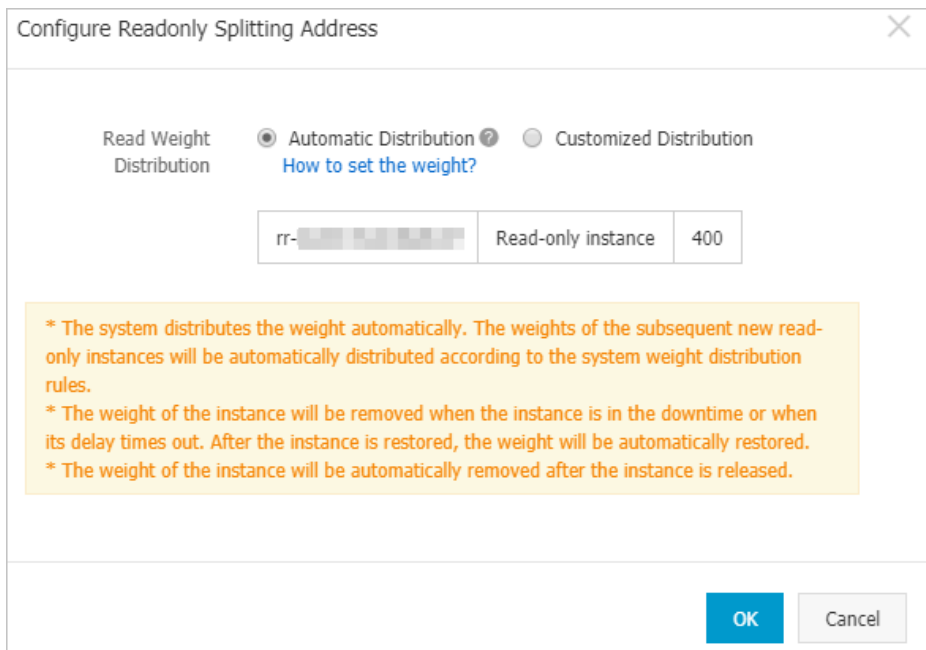 Configure Readonly Splitting Address
Read Weight Distribution
Automatic Distribution ? Customized Distribution
How to set the weight?
rr- Read-only instance 400
* The system distributes the weight automatically. The weights of the subsequent new read-
only instances will be automatically distributed according to the system weight distribution
rules.
* The weight of the instance will be removed when the instance is in the downtime or when
its delay times out. After the instance is restored, the weight will be automatically restored.
* The weight of the instance will be automatically removed after the instance is released.
OK Cancel